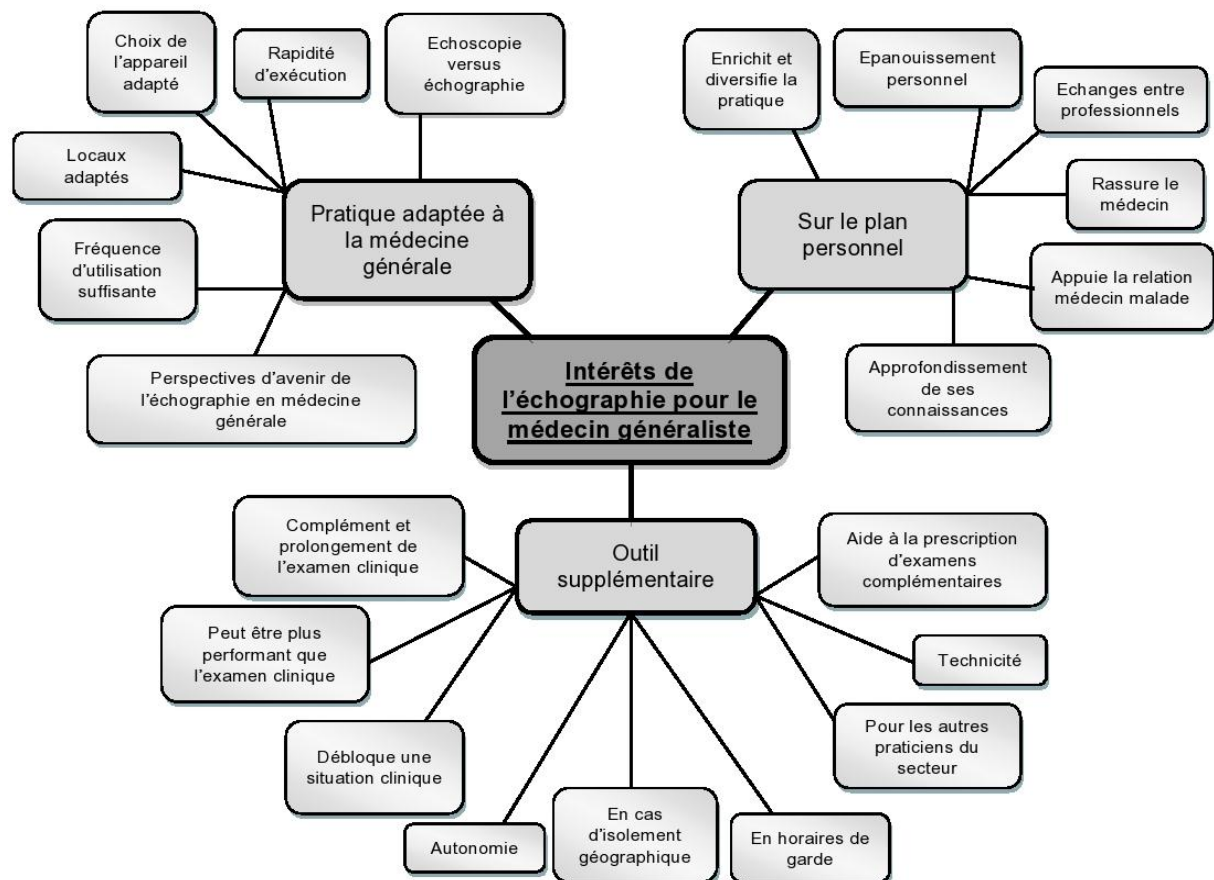 Choix de
l'appareil
adapté
Rapidité
d'exécution
Echoscopie
versus
échographie
Locaux
adaptés
Pratique adaptée à
la médecine
générale
Fréquence
d'utilisation
suffisante
Perspectives d'avenir de
l'échographie en médecine
générale
Enrichit et
diversifie la
pratique
Epanouissement
personnel
Echanges entre
professionnels
Sur le plan
personnel
Rassure le
médecin
Appuie la relation
médecin malade
Approfondissement
de ses
connaissances
Intérêts de
l'échographie pour le
médecin généraliste
Outil
supplémentaire
Complément et
prolongement de
l'examen clinique
Peut être plus
performant que
l'examen clinique
Débloque une
situation clinique
Autonomie
En cas
d'isolement
géographique
En horaires de
garde
Pour les autres
praticiens du
secteur
Technicité
Aide à la prescription
d'examens
complémentaires